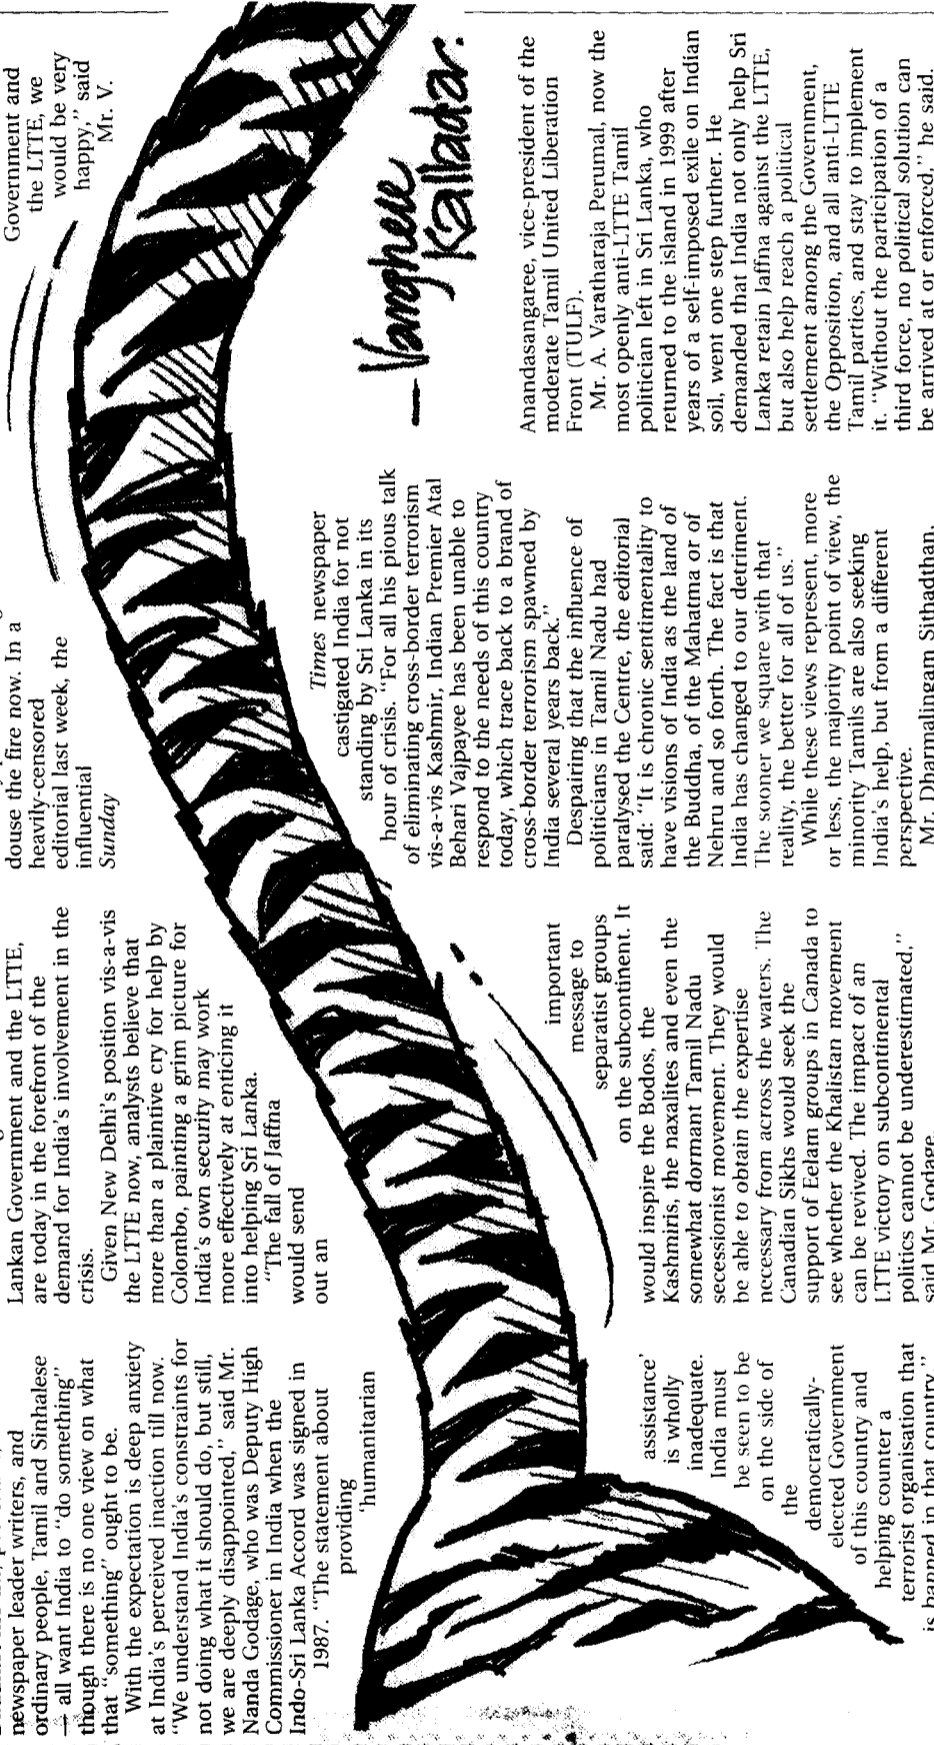 newspaper leader writers, and
ordinary people, Tamil and Sinhalese
— all want India to “do something”
though there is no one view on what
that “something” ought to be.
With the expectation is deep anxiety
at India’s perceived inaction till now.
“We understand India’s constraints for
not doing what it should do, but still,
we are deeply disappointed,” said Mr.
Nanda Godage, who was Deputy High
Commissioner in India when the
Indo-Sri Lanka Accord was signed in
1987. “The statement about
providing
‘humanitarian
assistance’
is wholly
inadequate.
India must
be seen to be
on the side of
the
democratically-
elected Government
of this country and
helping counter a
terrorist organisation that
is banned in that country.”
Lankan Government and the LTTE,
are today in the forefront of the
demand for India’s involvement in the
crisis.
Given New Delhi’s position vis-a-vis
the LTTE now, analysts believe that
more than a plaintive cry for help by
Colombo, painting a grim picture for
India’s own security may work
more effectively at enticing it
into helping Sri Lanka.
“The fall of Jaffna
would send
out an
important
message to
separatist groups
on the subcontinent. It
would inspire the Bodos, the
Kashmiris, the naxalites and even the
somewhat dormant Tamil Nadu
secessionist movement. They would
be able to obtain the expertise
necessary from across the waters. The
Canadian Sikhs would seek the
support of Eelam groups in Canada to
see whether the Khalistan movement
can be revived. The impact of an
LTTE victory on subcontinental
politics cannot be underestimated,”
said Mr. Godage.
douse the fire now. In a
heavily-censored
editorial last week, the
influential
Sunday
Times newspaper
castigated India for not
standing by Sri Lanka in its
hour of crisis. “For all his pious talk
of eliminating cross-border terrorism
vis-a-vis Kashmir, Indian Premier Atal
Behari Vajpayee has been unable to
respond to the needs of this country
today, which trace back to a brand of
cross-border terrorism spawned by
India several years back.”
Despairing that the influence of
politicians in Tamil Nadu had
paralysed the Centre, the editorial
said: “It is chronic sentimentality to
have visions of India as the land of
the Buddha, of the Mahatma or of
Nehru and so forth. The fact is that
India has changed to our detriment.
The sooner we square with that
reality, the better for all of us.”
While these views represent, more
or less, the majority point of view, the
minority Tamils are also seeking
India’s help, but from a different
perspective.
Mr. Dharmalingam Sithadthan,
Government and
the LTTE, we
would be very
happy,” said
Mr. V.
Anandasangaree, vice-president of the
moderate Tamil United Liberation
Front (TULF).
Mr. A. Varatharaja Perumal, now the
most openly anti-LTTE Tamil
politician left in Sri Lanka, who
returned to the island in 1999 after
years of a self-imposed exile on Indian
soil, went one step further. He
demanded that India not only help Sri
Lanka retain Jaffna against the LTTE,
but also help reach a political
settlement among the Government,
the Opposition, and all anti-LTTE
Tamil parties, and stay to implement
it. “Without the participation of a
third force, no political solution can
be arrived at or enforced,” he said.
Kalladar.